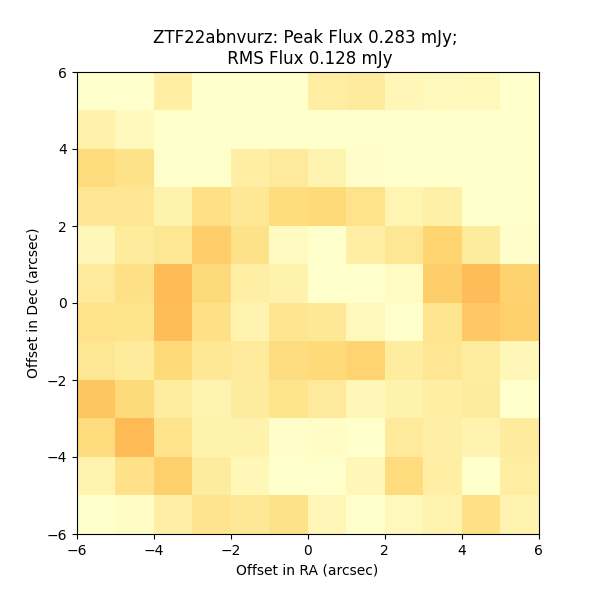 ZTF22abnvurz: Peak Flux 0.283 mJy;
RMS Flux 0.128 mJy
6
4
2
0
−2
−4
−6
Offset in Dec (arcsec)
−6 −4 −2 0 2 4 6
Offset in RA (arcsec)